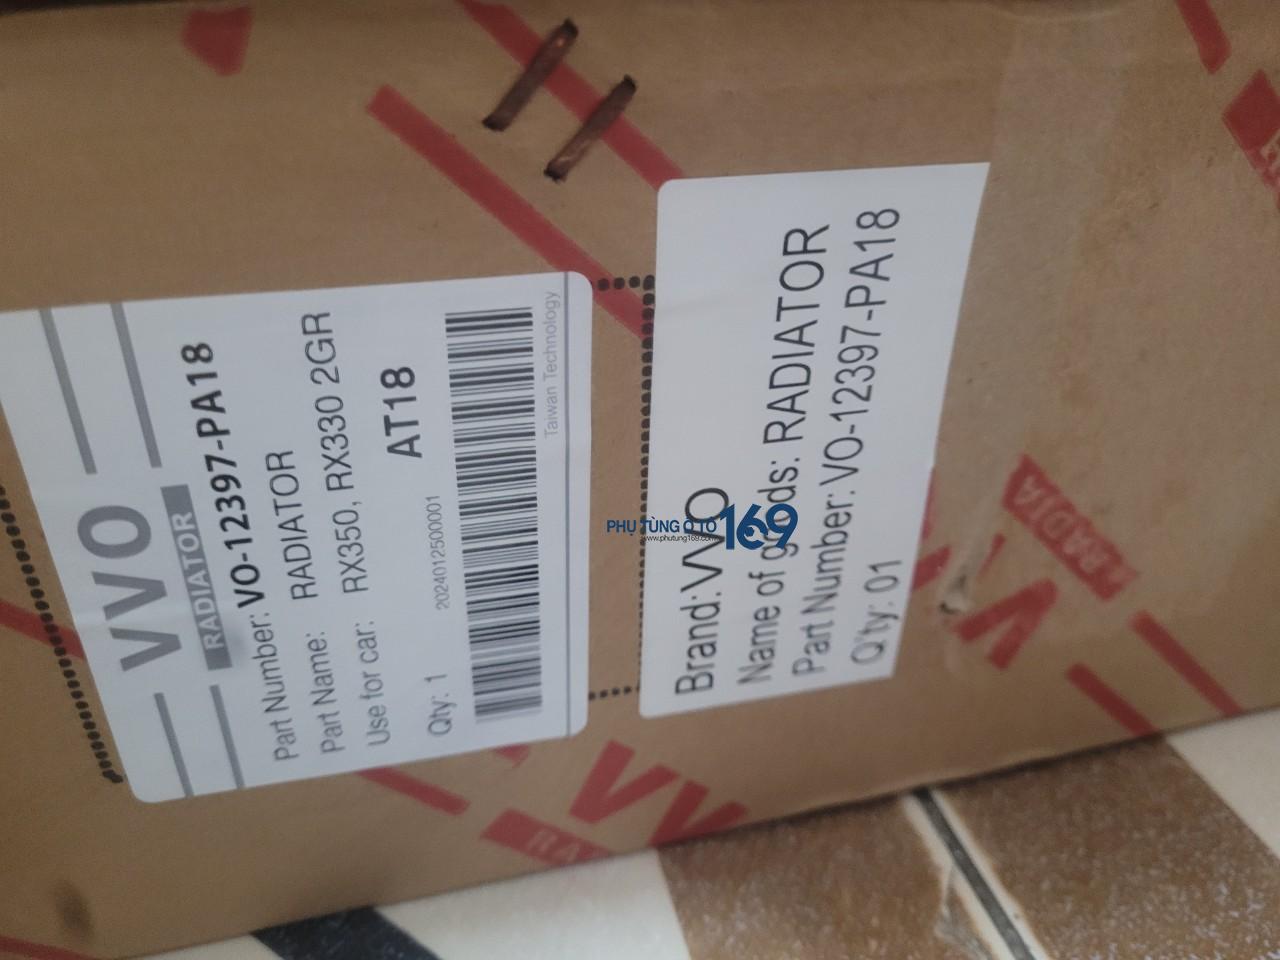 VVO
RADIATOR
Part Number: VO-12397-PA18
Part Name: RADIATOR
Use for car: RX350, RX330 2GR
AT18
Qty: 1
20240125000001
Taiwan Technology
Brand:VVO
Name of goods: RADIATOR
Part Number: VO-12397-PA18
Q'ty: 01
PHỤ TÙNG Ô TÔ 169
www.phutung169.com